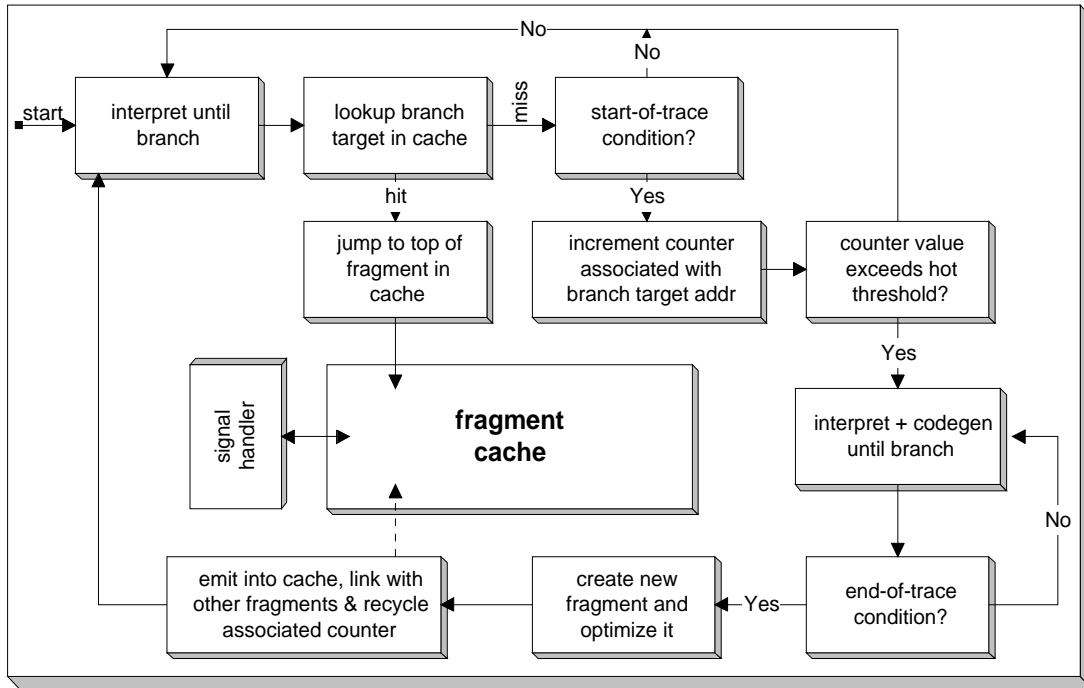 No
No
start
interpret until
branch
lookup branch
target in cache
miss
start-of-trace
condition?
hit
Yes
jump to top of
fragment in
cache
increment counter
associated with
branch target addr
counter value
exceeds hot
threshold?
Yes
signal
handler
fragment
cache
interpret + codegen
until branch
No
emit into cache, link with
other fragments & recycle
associated counter
create new
fragment and
optimize it
Yes
end-of-trace
condition?